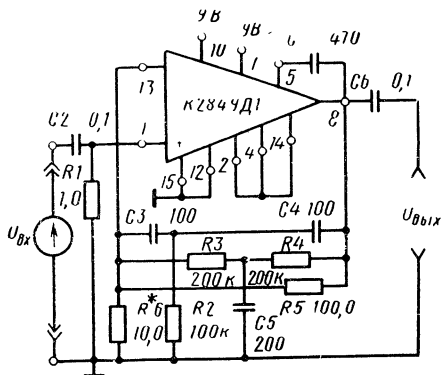 9В 9В 6 470
10 1 5 С6 0,1
13
К284УД1
8
С2 0,1 1
R1 1,0
15 12 2 4 14
С3 100 С4 100
Uвх
Uвых
R3 R4
200к 200к
R*6 R2 R5 100,0
10,0 100к С5
200